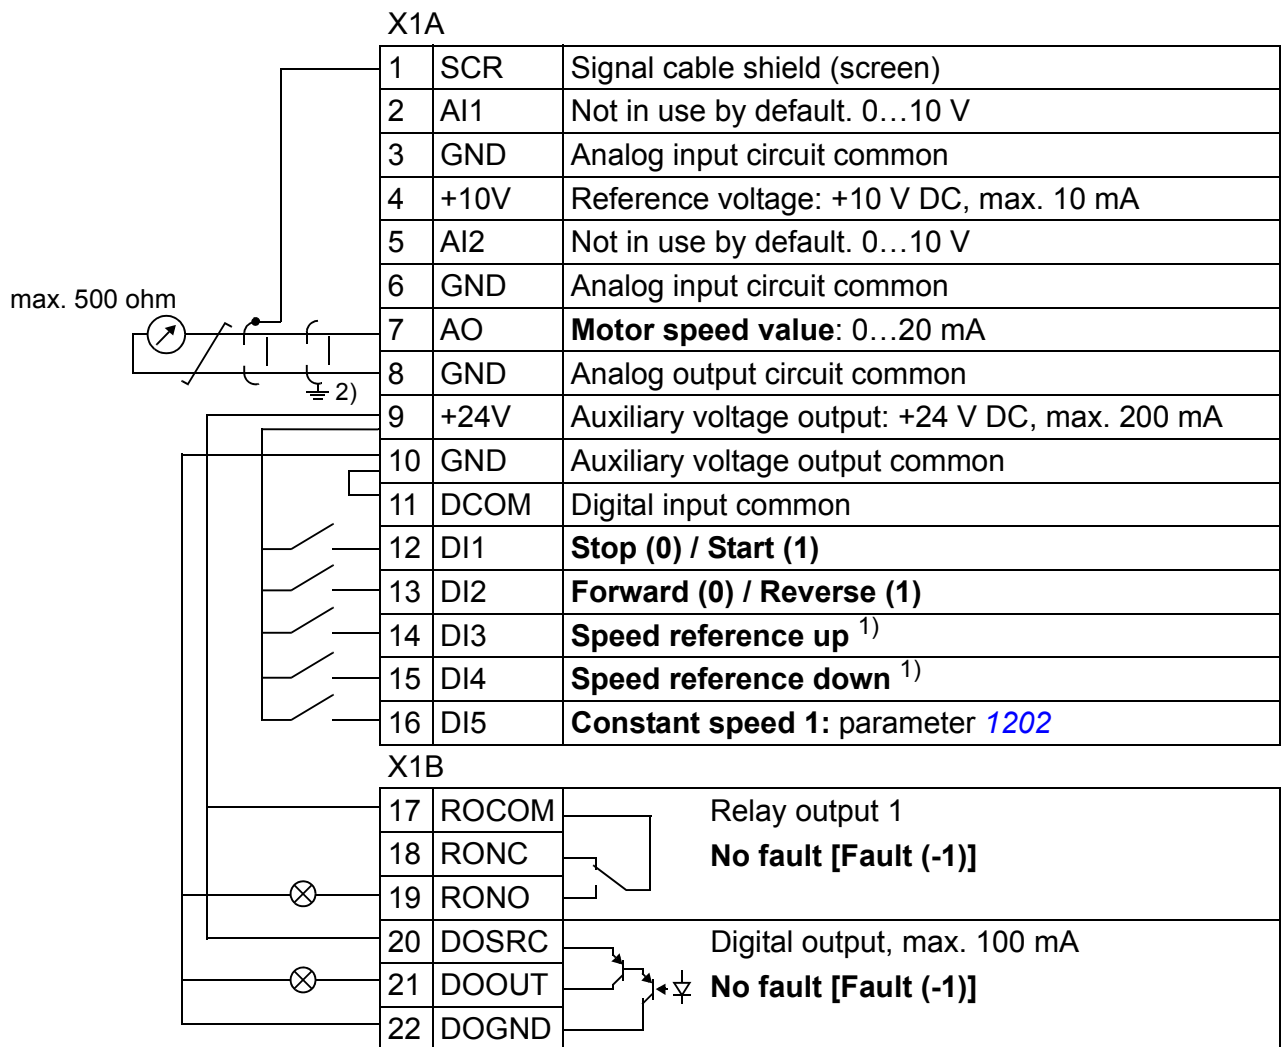 X1A
1 SCR Signal cable shield (screen)
2 AI1 Not in use by default. 0…10 V
3 GND Analog input circuit common
4 +10V Reference voltage: +10 V DC, max. 10 mA
5 AI2 Not in use by default. 0…10 V
6 GND Analog input circuit common
max. 500 ohm
7 AO Motor speed value: 0…20 mA
8 GND Analog output circuit common
2)
9 +24V Auxiliary voltage output: +24 V DC, max. 200 mA
10 GND Auxiliary voltage output common
11 DCOM Digital input common
12 DI1 Stop (0) / Start (1)
13 DI2 Forward (0) / Reverse (1)
14 DI3 Speed reference up 1)
15 DI4 Speed reference down 1)
16 DI5 Constant speed 1: parameter 1202
X1B
17 ROCOM Relay output 1
18 RONC No fault [Fault (-1)]
19 RONO
20 DOSRC Digital output, max. 100 mA
21 DOOUT No fault [Fault (-1)]
22 DOGND